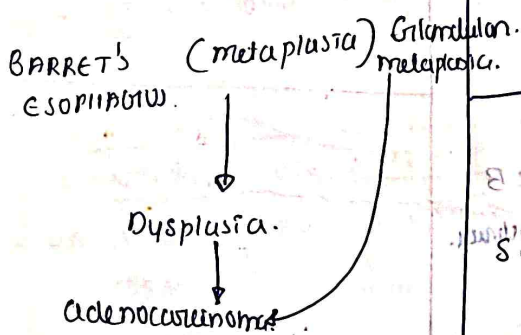 BARRET'S (metaplasia) Glandular.
ESOPHAGUS. metaplasia.
Dysplasia.
adenocarcinoma
B
S